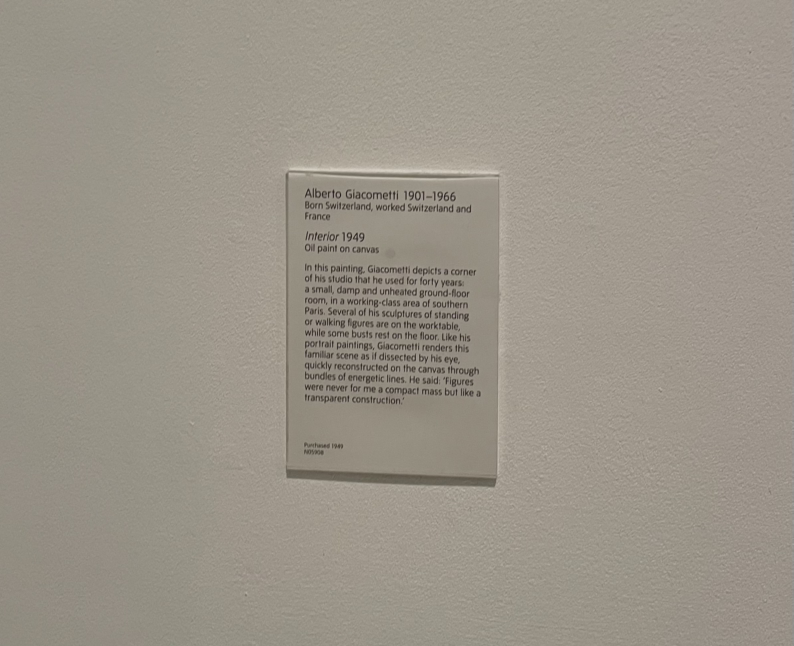 Alberto Giacometti 1901–1966
Born Switzerland, worked Switzerland and
France
Interior 1949
Oil paint on canvas
In this painting, Giacometti depicts a corner
of his studio that he used for forty years:
a small, damp and unheated ground-floor
room, in a working-class area of southern
Paris. Several of his sculptures of standing
or walking figures are on the worktable,
while some busts rest on the floor. Like his
portrait paintings, Giacometti renders this
familiar scene as if dissected by his eye,
quickly reconstructed on the canvas through
bundles of energetic lines. He said: ‘Figures
were never for me a compact mass but like a
transparent construction.’
Purchased 1949